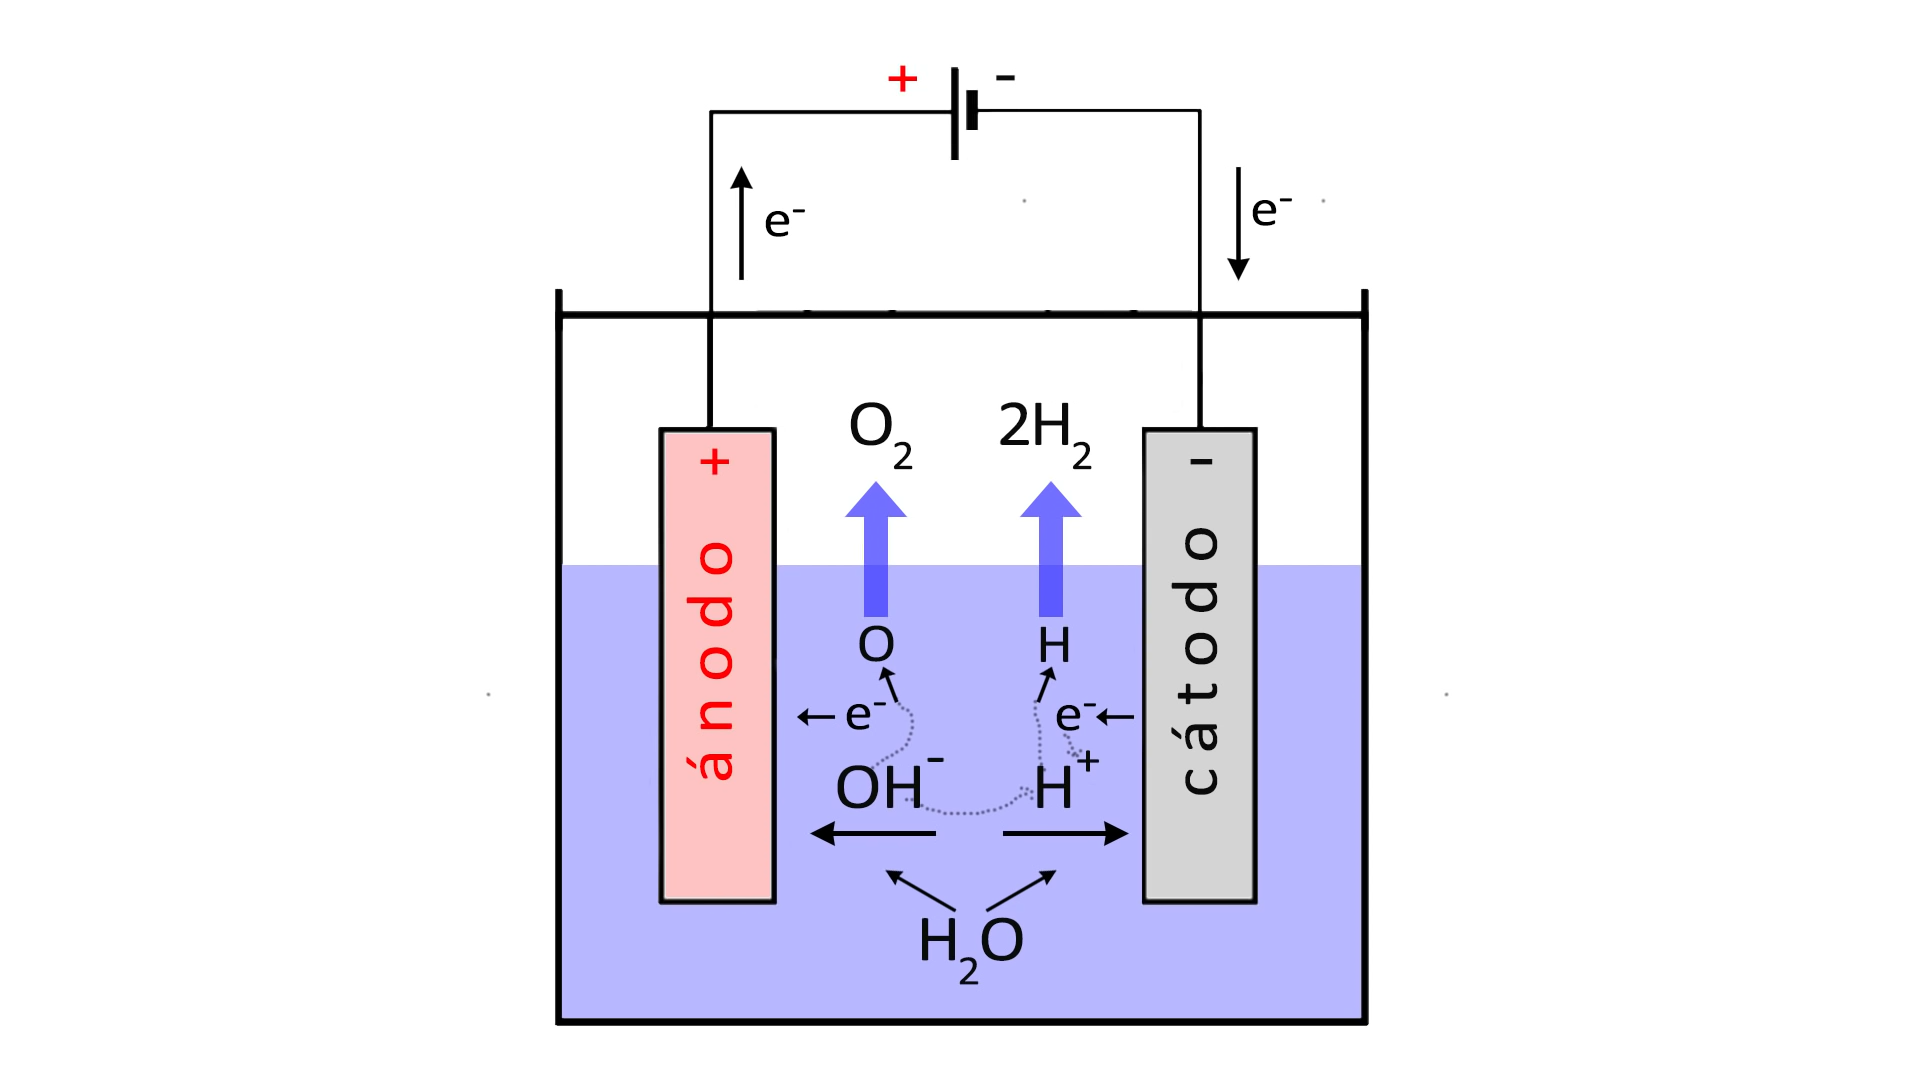 + -
e⁻ e⁻
O₂ 2H₂
+ -
ánodo
cátodo
O H
e⁻ e⁻
OH⁻ H⁺
H₂O